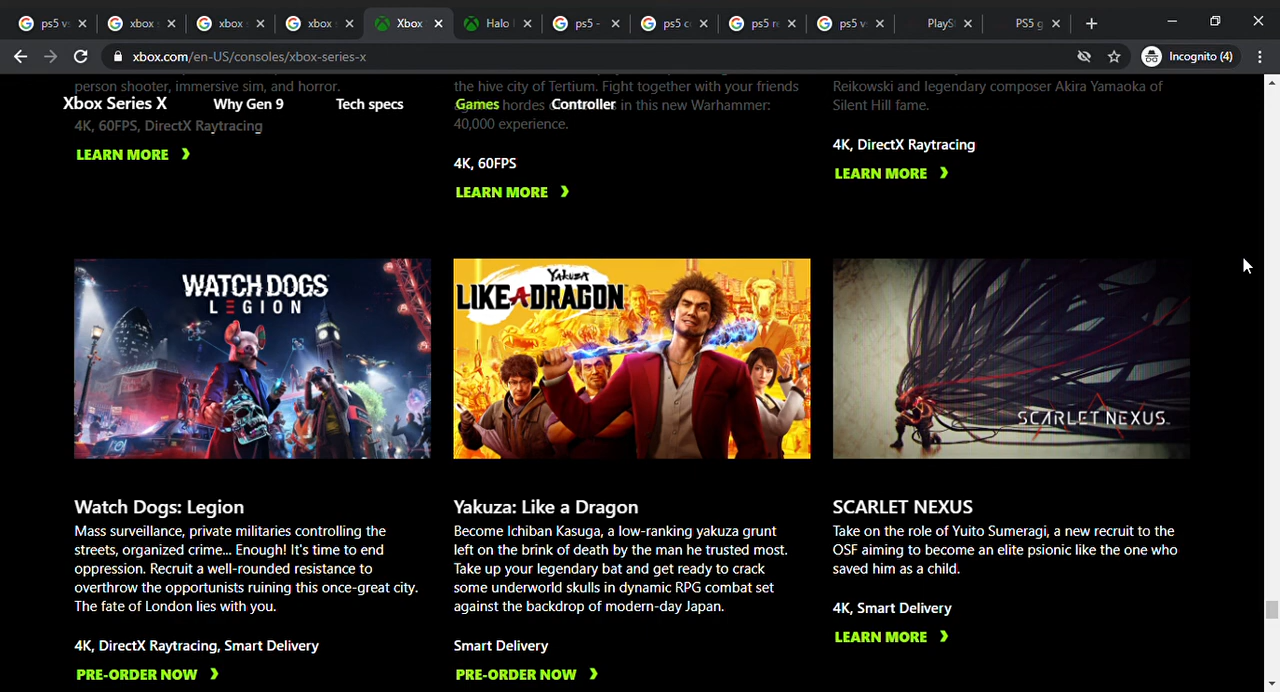 ps5 v
xbox
xbox
xbox s
Xbox
Halo
ps5 -
ps5 c
ps5 re
ps5 v
PlayS
PS5 g
xbox.com/en-US/consoles/xbox-series-x
Incognito (4)
Xbox Series X
Why Gen 9
Tech specs
Games
Controller
person shooter, immersive sim, and horror.
4K, 60FPS, DirectX Raytracing
LEARN MORE
the hive city of Tertium. Fight together with your friends
hordes in this new Warhammer:
40,000 experience.
4K, 60FPS
LEARN MORE
Reikowski and legendary composer Akira Yamaoka of
Silent Hill fame.
4K, DirectX Raytracing
LEARN MORE
WATCH DOGS
LEGION
Yakuza
LIKE A DRAGON
SCARLET NEXUS
Watch Dogs: Legion
Mass surveillance, private militaries controlling the
streets, organized crime... Enough! It's time to end
oppression. Recruit a well-rounded resistance to
overthrow the opportunists ruining this once-great city.
The fate of London lies with you.
4K, DirectX Raytracing, Smart Delivery
PRE-ORDER NOW
Yakuza: Like a Dragon
Become Ichiban Kasuga, a low-ranking yakuza grunt
left on the brink of death by the man he trusted most.
Take up your legendary bat and get ready to crack
some underworld skulls in dynamic RPG combat set
against the backdrop of modern-day Japan.
Smart Delivery
PRE-ORDER NOW
SCARLET NEXUS
Take on the role of Yuito Sumeragi, a new recruit to the
OSF aiming to become an elite psionic like the one who
saved him as a child.
4K, Smart Delivery
LEARN MORE